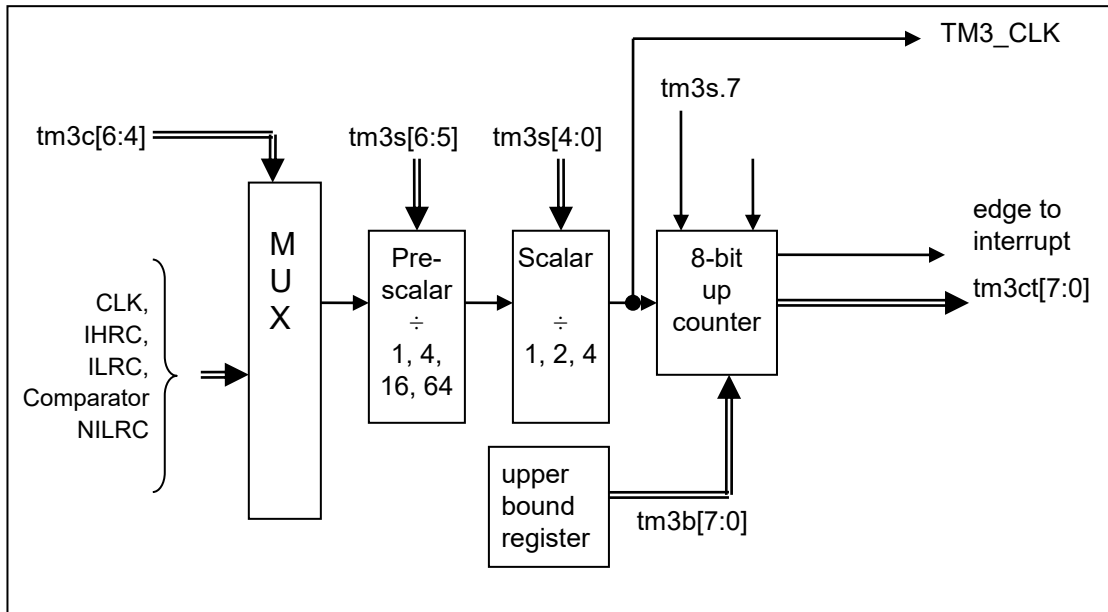 TM3_CLK
tm3s.7
tm3c[6:4]
tm3s[6:5]
tm3s[4:0]
M
U
X
Pre-
scalar
÷
1, 4,
16, 64
Scalar
÷
1, 2, 4
8-bit
up
counter
edge to
interrupt
tm3ct[7:0]
CLK,
IHRC,
ILRC,
Comparator
NILRC
upper
bound
register
tm3b[7:0]